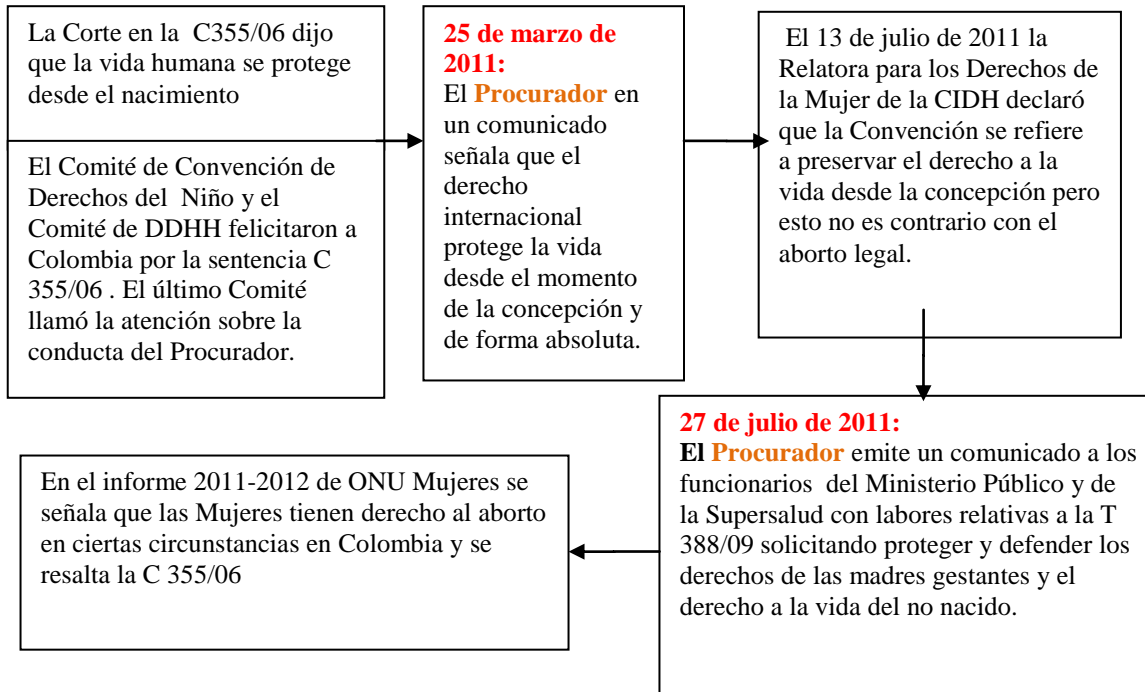 La Corte en la C355/06 dijo
que la vida humana se protege
desde el nacimiento
El Comité de Convención de
Derechos del Niño y el
Comité de DDHH felicitaron a
Colombia por la sentencia C
355/06 . El último Comité
llamó la atención sobre la
conducta del Procurador.
25 de marzo de
2011:
El Procurador en
un comunicado
señala que el
derecho
internacional
protege la vida
desde el momento
de la concepción y
de forma absoluta.
El 13 de julio de 2011 la
Relatora para los Derechos de
la Mujer de la CIDH declaró
que la Convención se refiere
a preservar el derecho a la
vida desde la concepción pero
esto no es contrario con el
aborto legal.
27 de julio de 2011:
El Procurador emite un comunicado a los
funcionarios del Ministerio Público y de
la Supersalud con labores relativas a la T
388/09 solicitando proteger y defender los
derechos de las madres gestantes y el
derecho a la vida del no nacido.
En el informe 2011-2012 de ONU Mujeres se
señala que las Mujeres tienen derecho al aborto
en ciertas circunstancias en Colombia y se
resalta la C 355/06